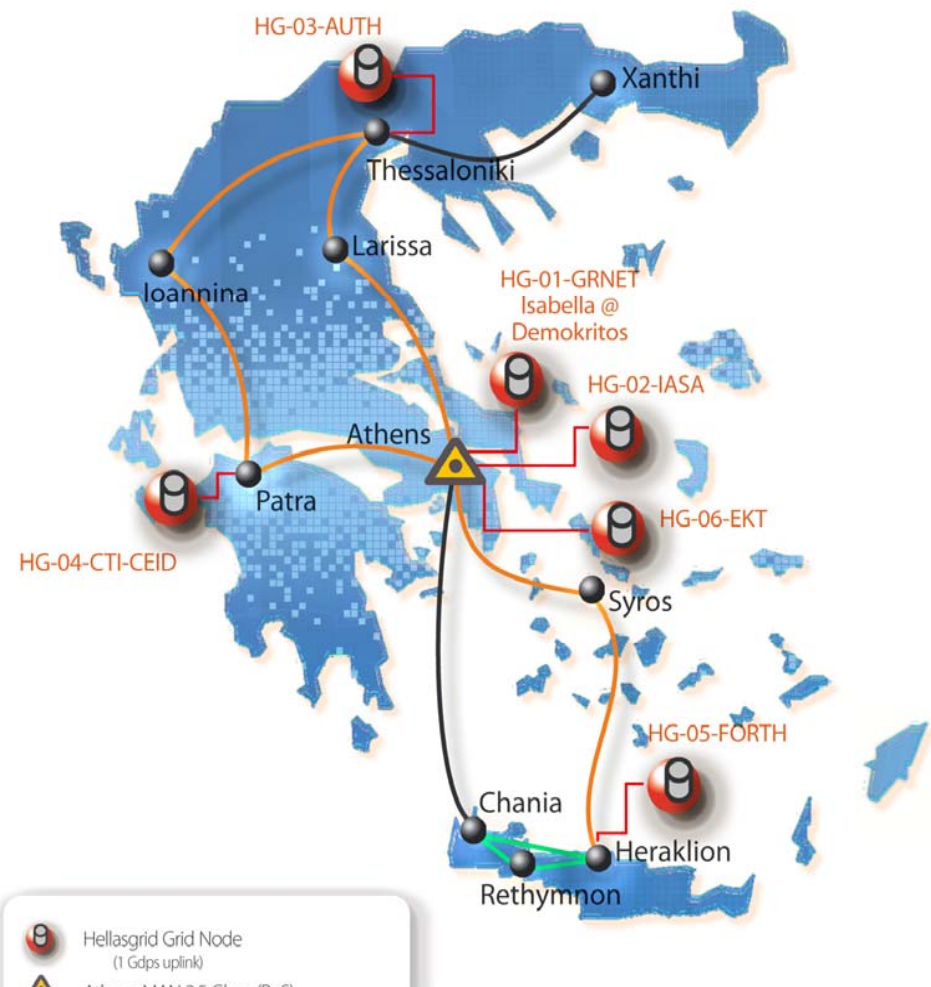 HG-03-AUTH
Xanthi
Thessaloniki
Larissa
Ioannina
HG-01-GRNET
Isabella @
Demokritos
HG-02-IASA
Athens
Patra
HG-06-EKT
HG-04-CTI-CEID
Syros
HG-05-FORTH
Chania
Heraklion
Rethymnon
Hellasgrid Grid Node
(1 Gdps uplink)